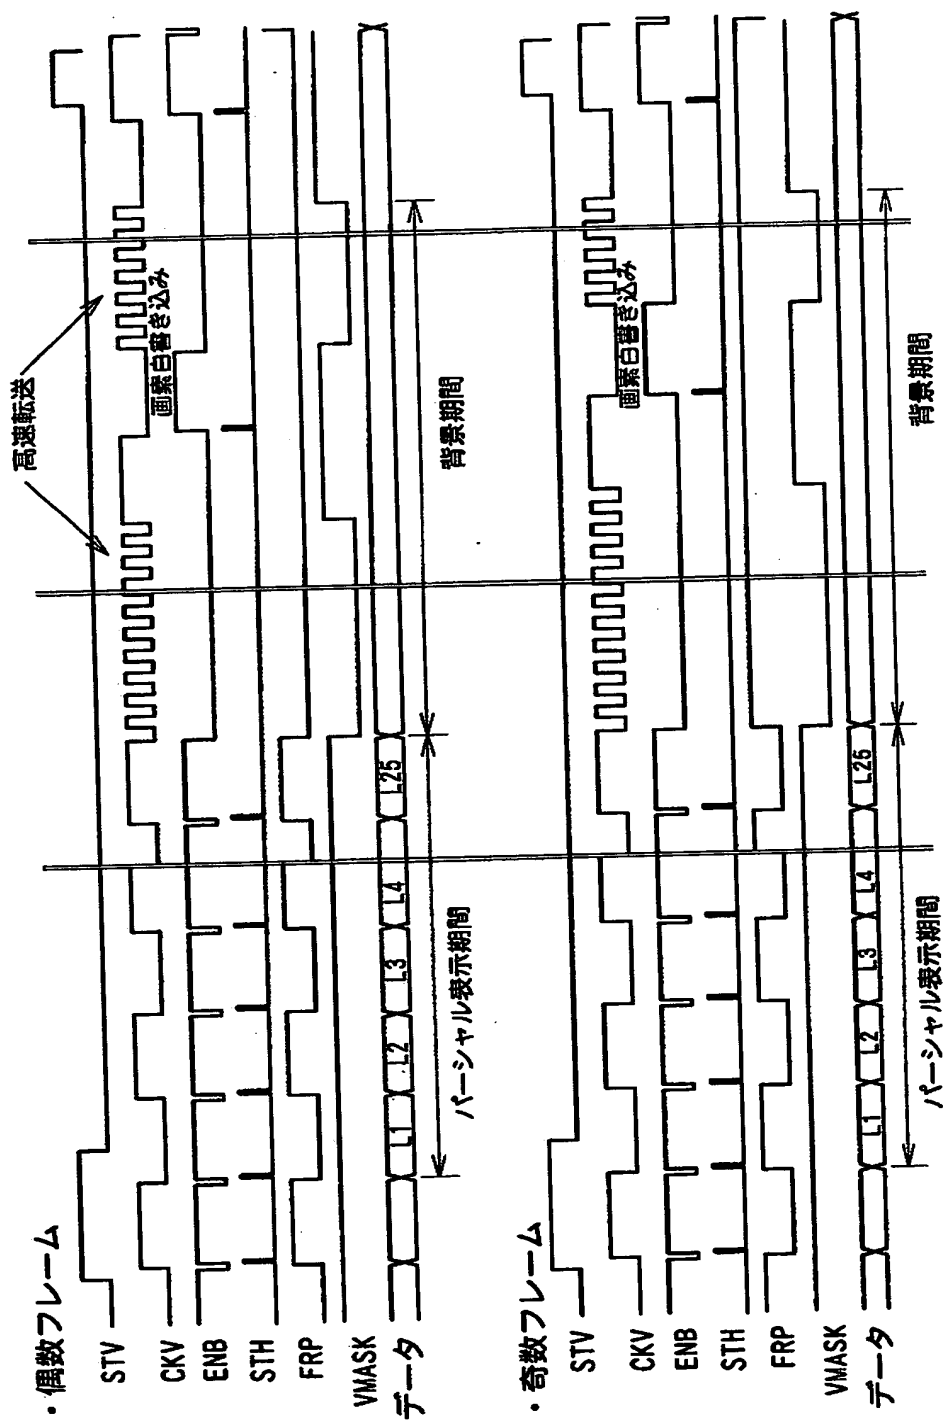 ・偶数フレーム
高速転送
STV
CKV
画素白書き込み
ENB
STH
FRP
VMASK
データ
L1
L2
L3
L4
L25
パーシャル表示期間
背景期間
・奇数フレーム
STV
CKV
画素白書き込み
ENB
STH
FRP
VMASK
データ
L1
L2
L3
L4
L25
パーシャル表示期間
背景期間